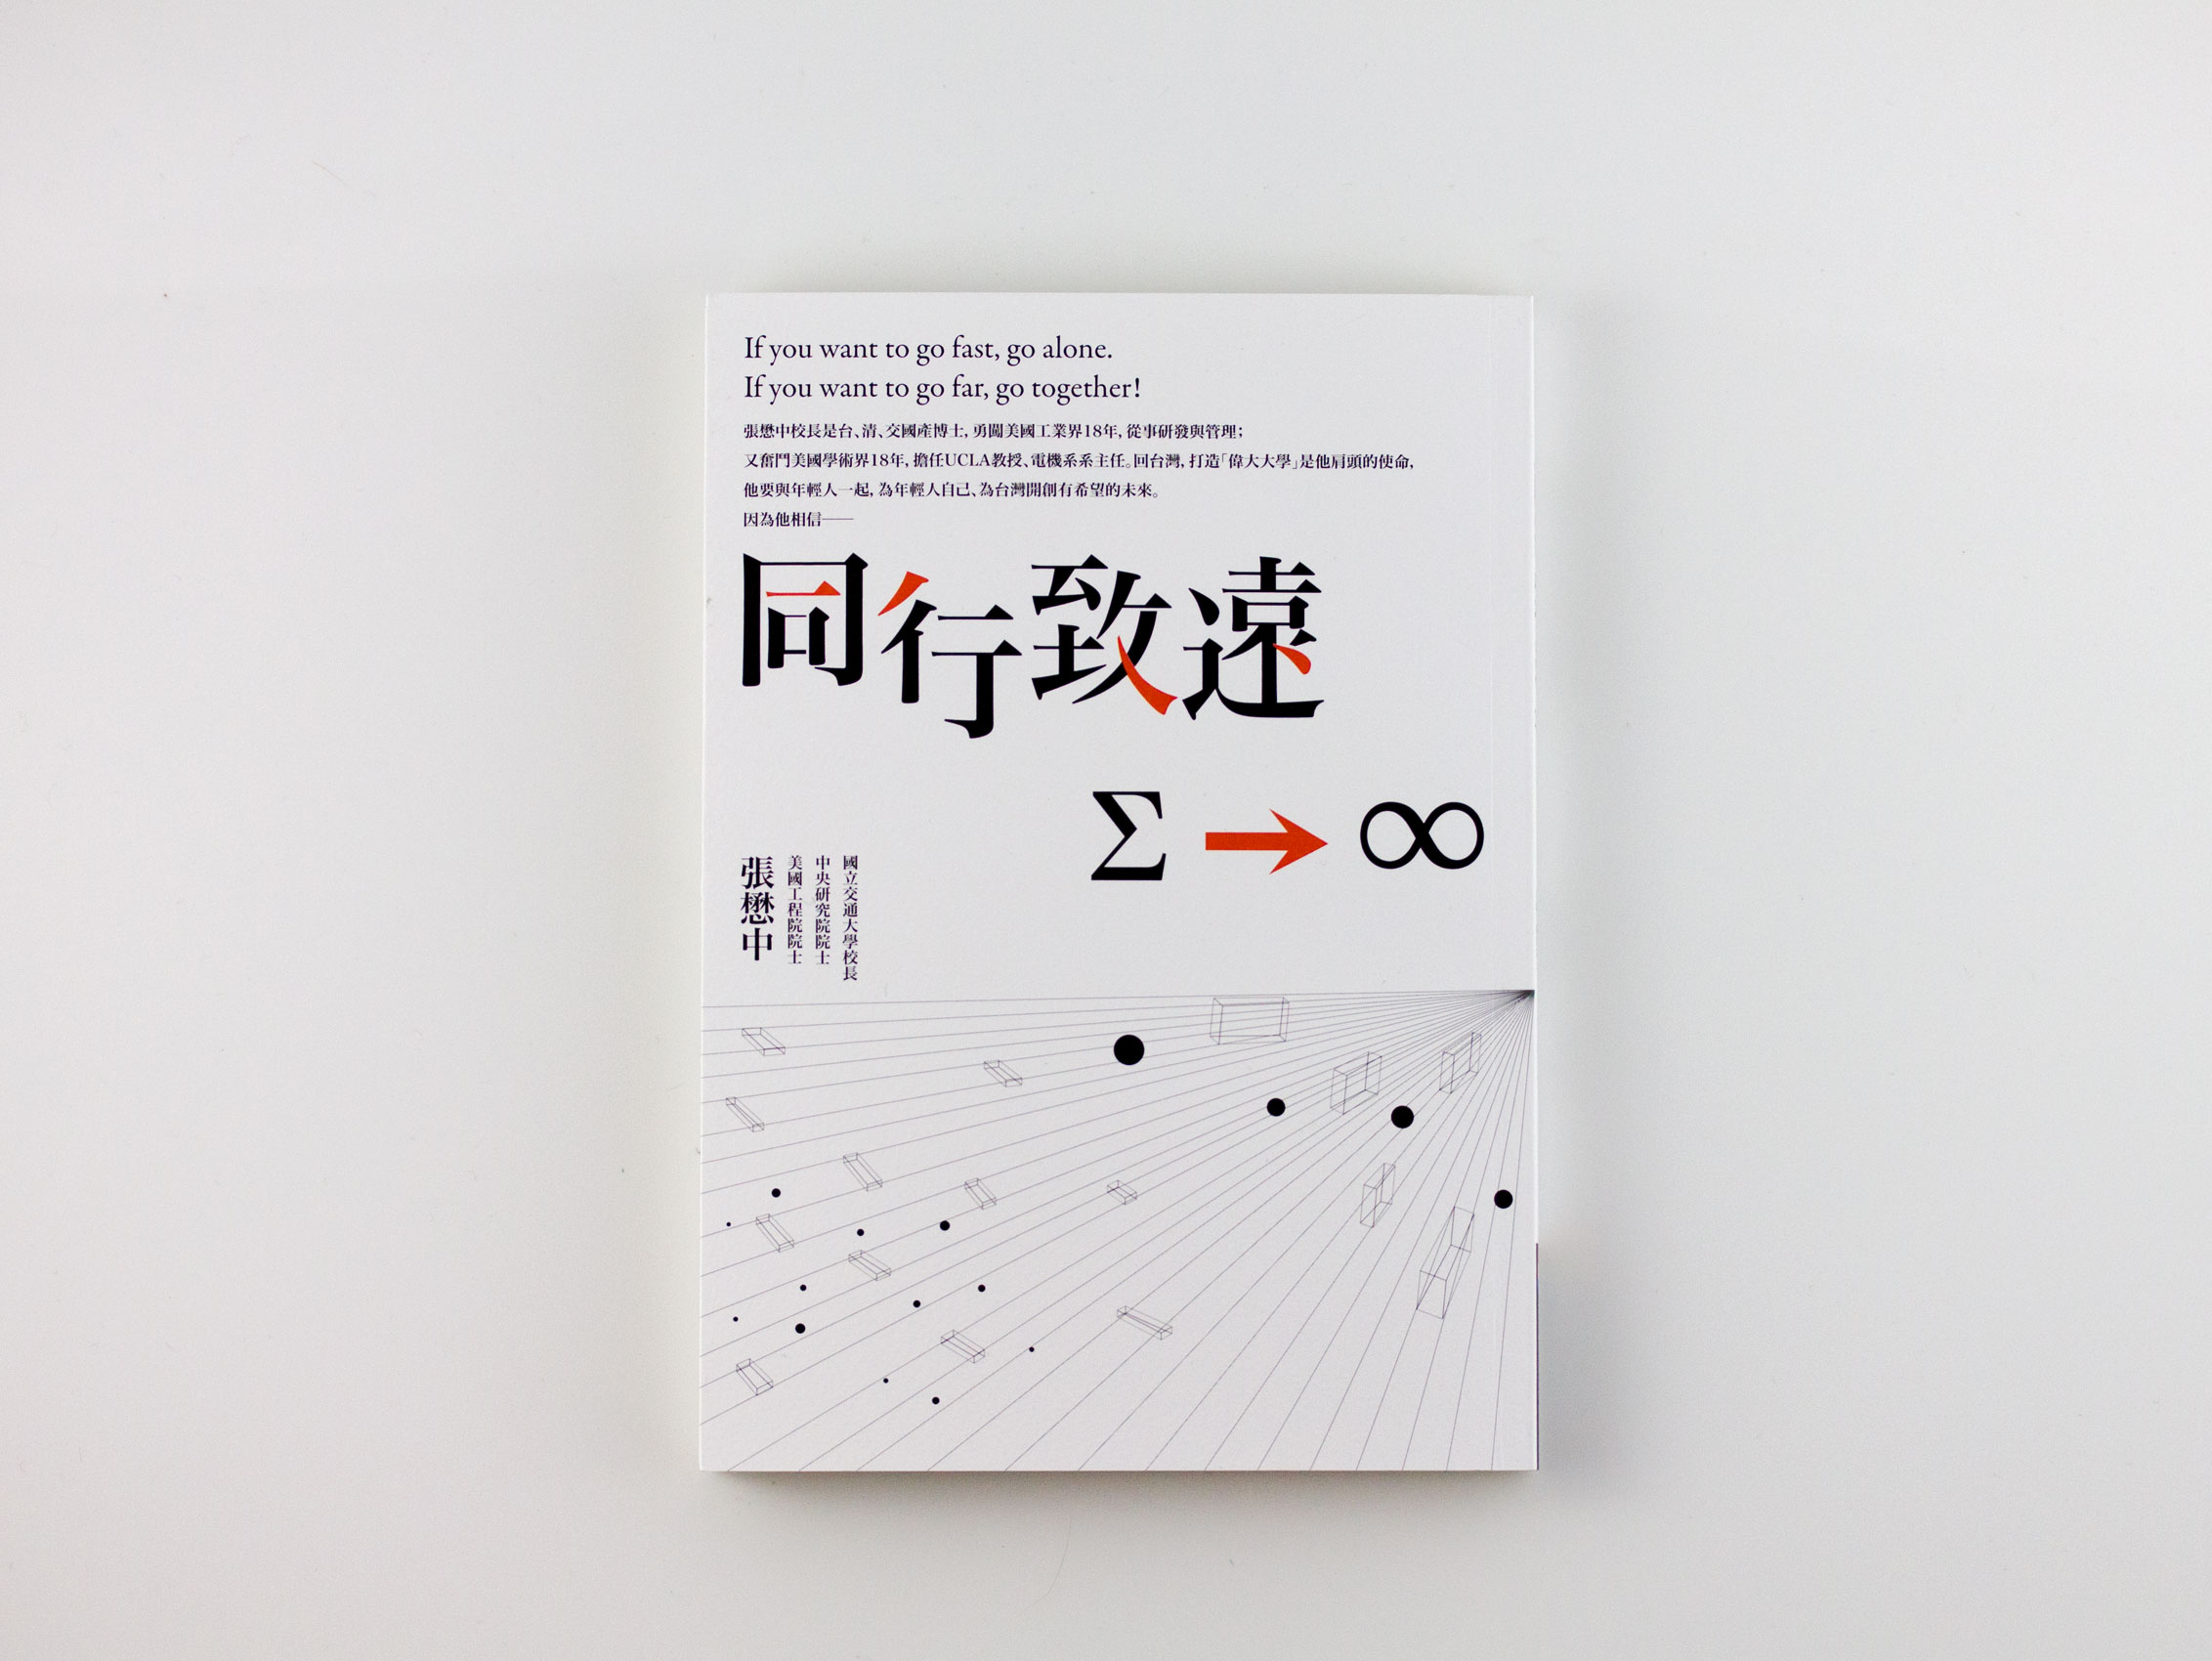 If you want to go fast, go alone.
If you want to go far, go together!
張懋中校長是台、清、交國產博士，勇闖美國工業界18年，從事研發與管理；
又奮鬥美國學術界18年，擔任UCLA教授、電機系系主任。回台灣，打造「偉大大學」是他肩頭的使命，
他要與年輕人一起，為年輕人自己、為台灣開創有希望的未來。
因為他相信——
同行致遠
Σ → ∞
國立交通大學校長
中央研究院院士
美國工程院院士
張懋中